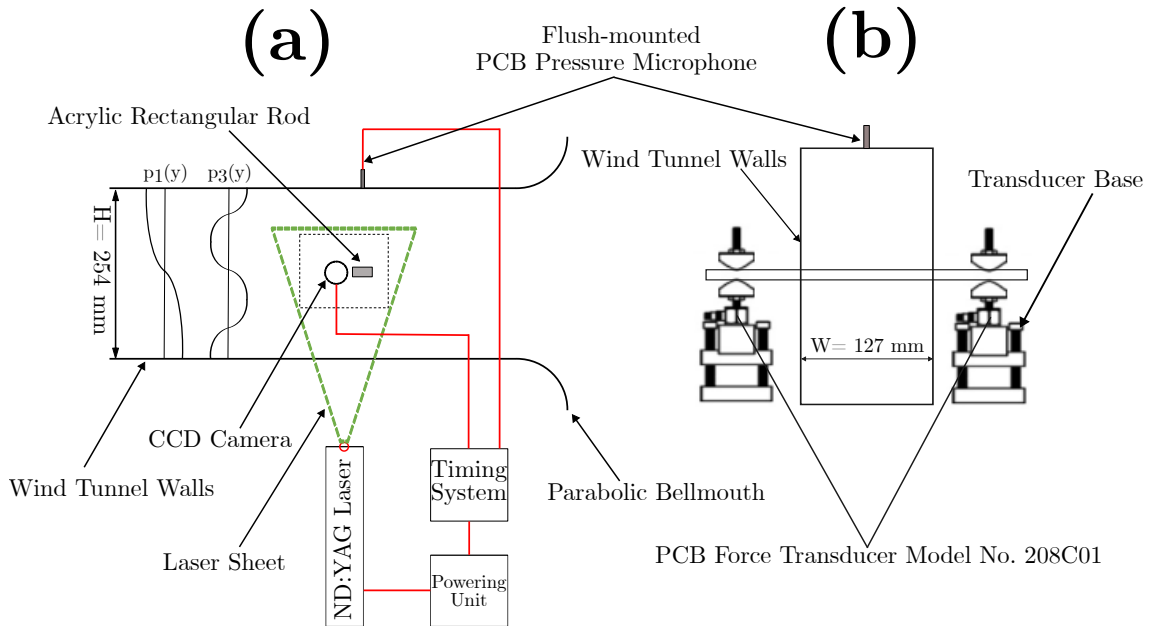 (a)
(b)
Flush-mounted
PCB Pressure Microphone
Acrylic Rectangular Rod
p1(y)
p3(y)
H= 254 mm
Wind Tunnel Walls
Transducer Base
W= 127 mm
CCD Camera
Wind Tunnel Walls
Laser Sheet
ND:YAG Laser
Timing
System
Powering
Unit
Parabolic Bellmouth
PCB Force Transducer Model No. 208C01